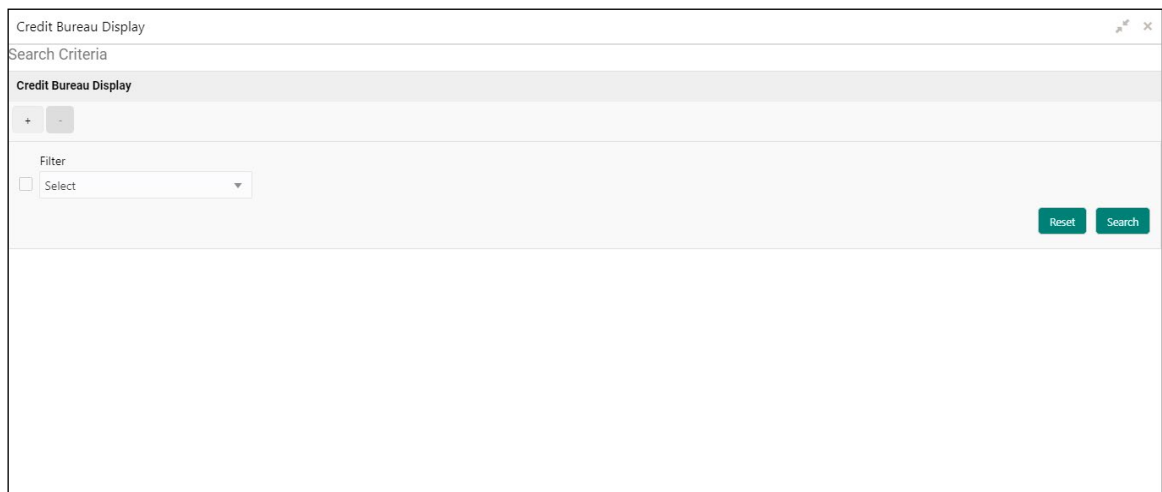 Credit Bureau Display
Search Criteria
Credit Bureau Display
+ -
Filter
Select
Reset Search